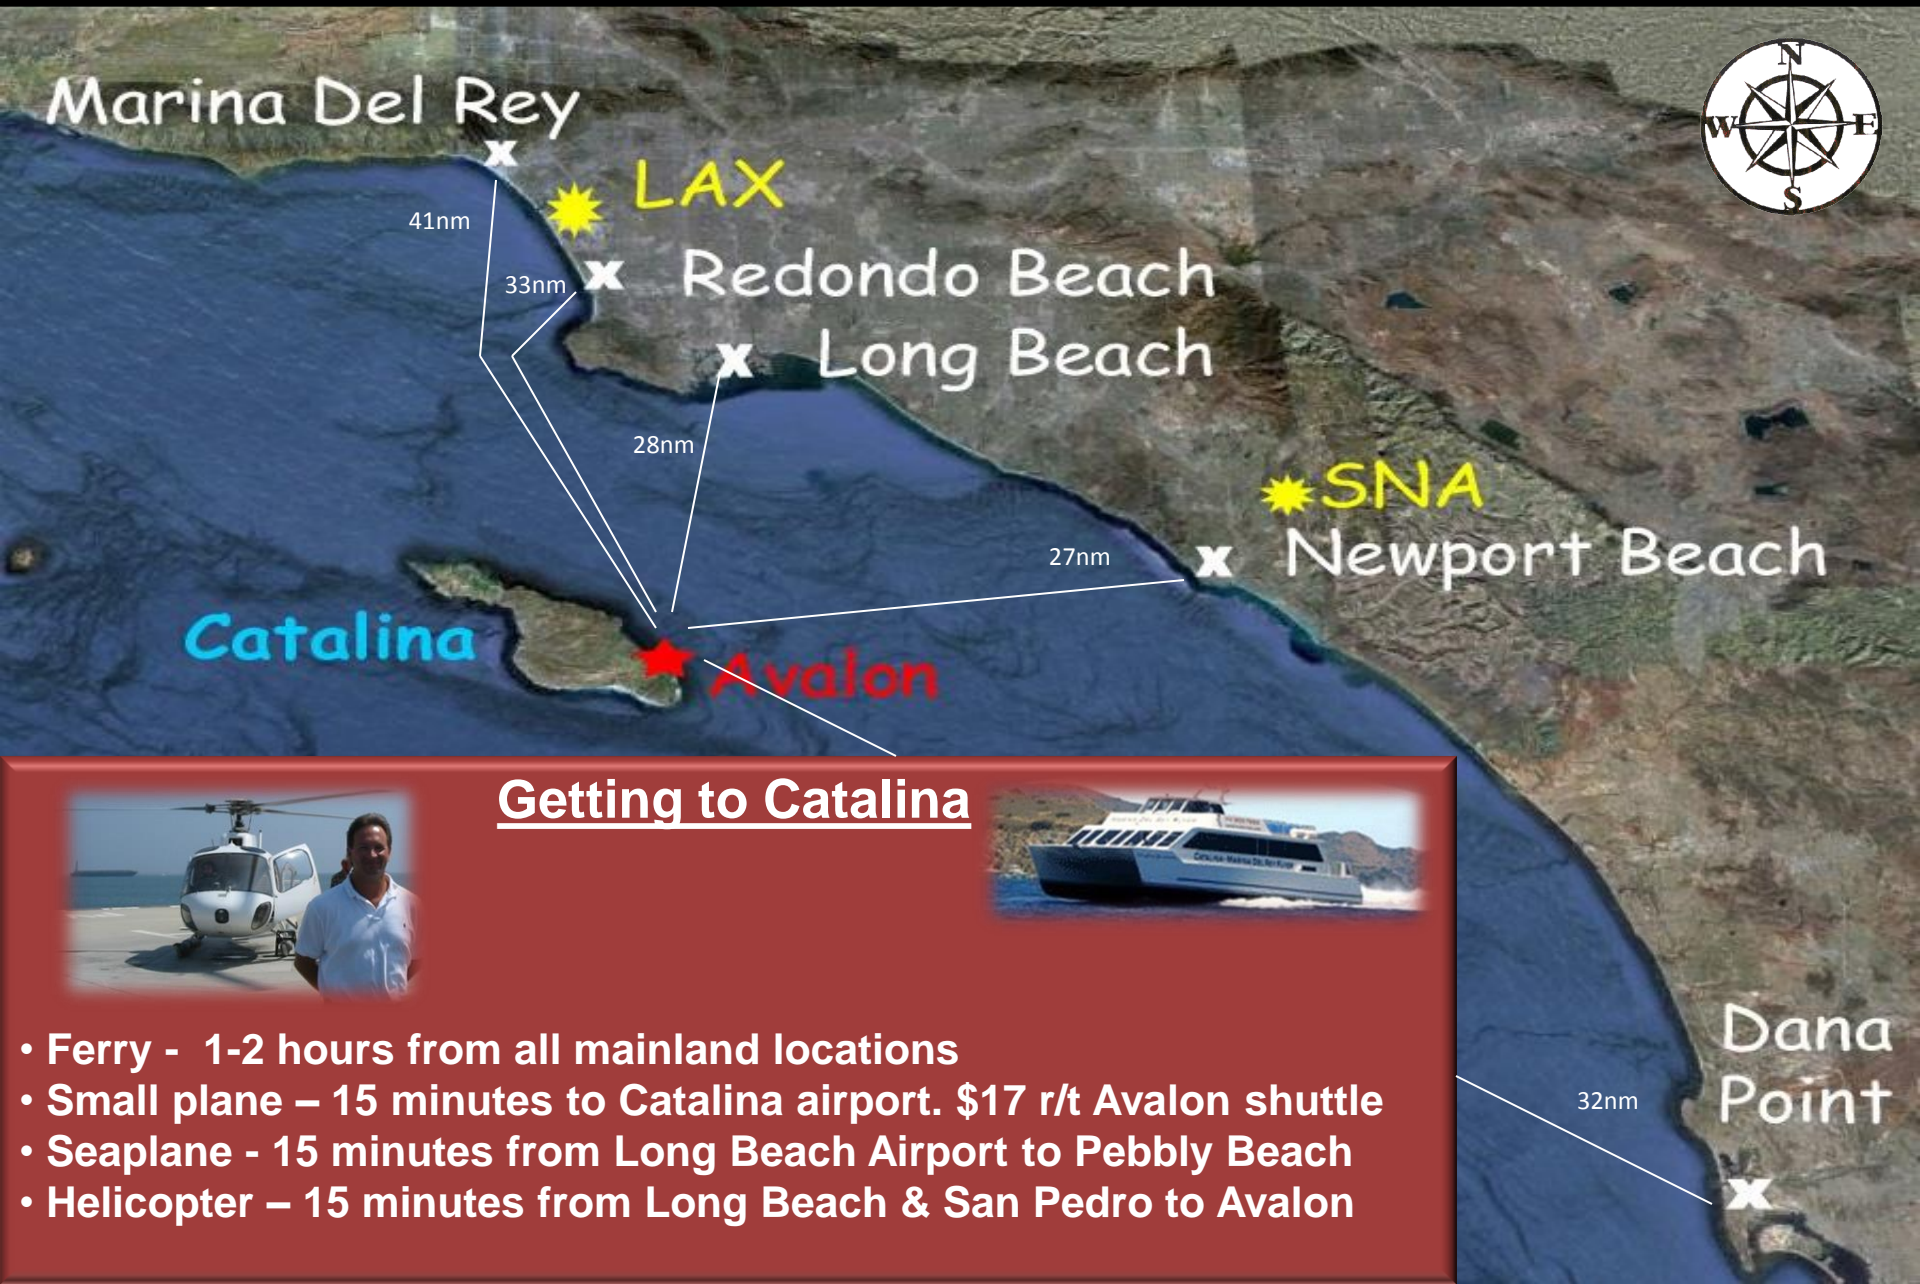 N
W
E
S
Marina Del Rey
LAX
41nm
Redondo Beach
33nm
Long Beach
28nm
SNA
Newport Beach
27nm
Catalina
Avalon
Getting to Catalina
• Ferry - 1-2 hours from all mainland locations
• Small plane – 15 minutes to Catalina airport. $17 r/t Avalon shuttle
• Seaplane - 15 minutes from Long Beach Airport to Pebbly Beach
• Helicopter – 15 minutes from Long Beach & San Pedro to Avalon
Dana
Point
32nm